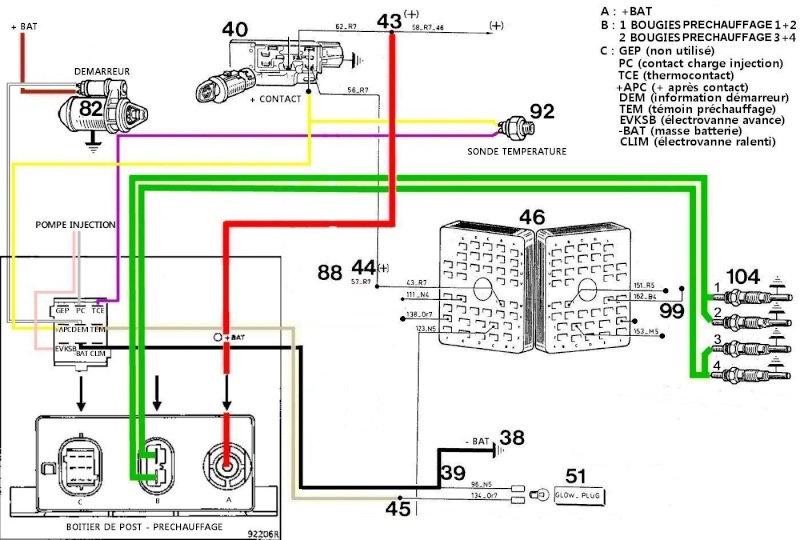 + BAT
40
62_R7
43
(+)
58_R7_46
(+)
A : +BAT
B : 1 BOUGIES PRECHAUFFAGE 1+2
2 BOUGIES PRECHAUFFAGE 3+4
C : GEP (non utilisé)
PC (contact charge injection)
TCE (thermocontact)
+APC (+ après contact)
DEM (information démarreur)
TEM (témoin préchauffage)
EVKSB (électrovanne avance)
-BAT (masse batterie)
CLIM (électrovanne ralenti)
DEMARREUR
82
+ CONTACT
56_R7
92
SONDE TEMPERATURE
POMPE INJECTION
46
88
44
(+)
57_R7
43_R7
111_N4
138_Or7
123_N5
151_R5
162_B4
99
153_M5
104
1
2
3
4
GEP PC TCE
APC DEM TEM
EVKSB
BAT CLIM
+ BAT
- BAT
38
39
96_N5
134_Or7
45
51
GLOW_PLUG
C
B
A
BOITIER DE POST - PRECHAUFFAGE
92206R